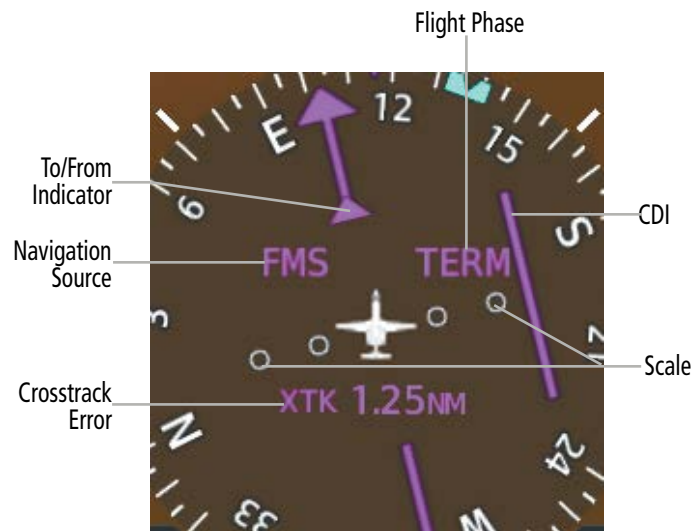 Flight Phase
12
E
15
To/From
Indicator
6
CDI
S
Navigation
Source
FMS
TERM
3
Scale
Crosstrack
Error
XTK 1.25NM
N
24
33
W